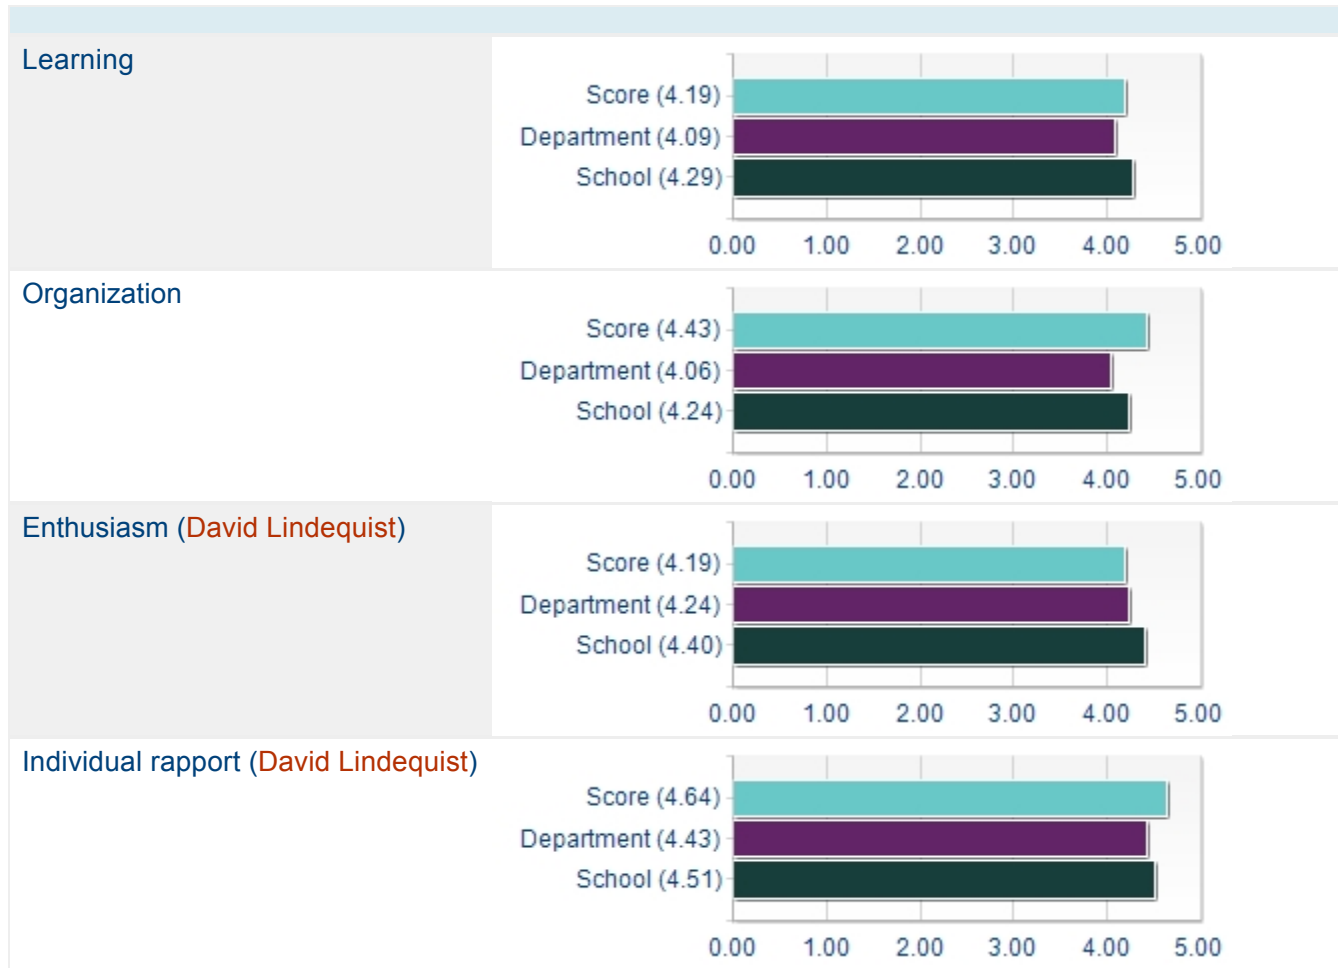 Learning
Score (4.19)
Department (4.09)
School (4.29)
0.00 1.00 2.00 3.00 4.00 5.00
Organization
Score (4.43)
Department (4.06)
School (4.24)
0.00 1.00 2.00 3.00 4.00 5.00
Enthusiasm (David Lindequist)
Score (4.19)
Department (4.24)
School (4.40)
0.00 1.00 2.00 3.00 4.00 5.00
Individual rapport (David Lindequist)
Score (4.64)
Department (4.43)
School (4.51)
0.00 1.00 2.00 3.00 4.00 5.00